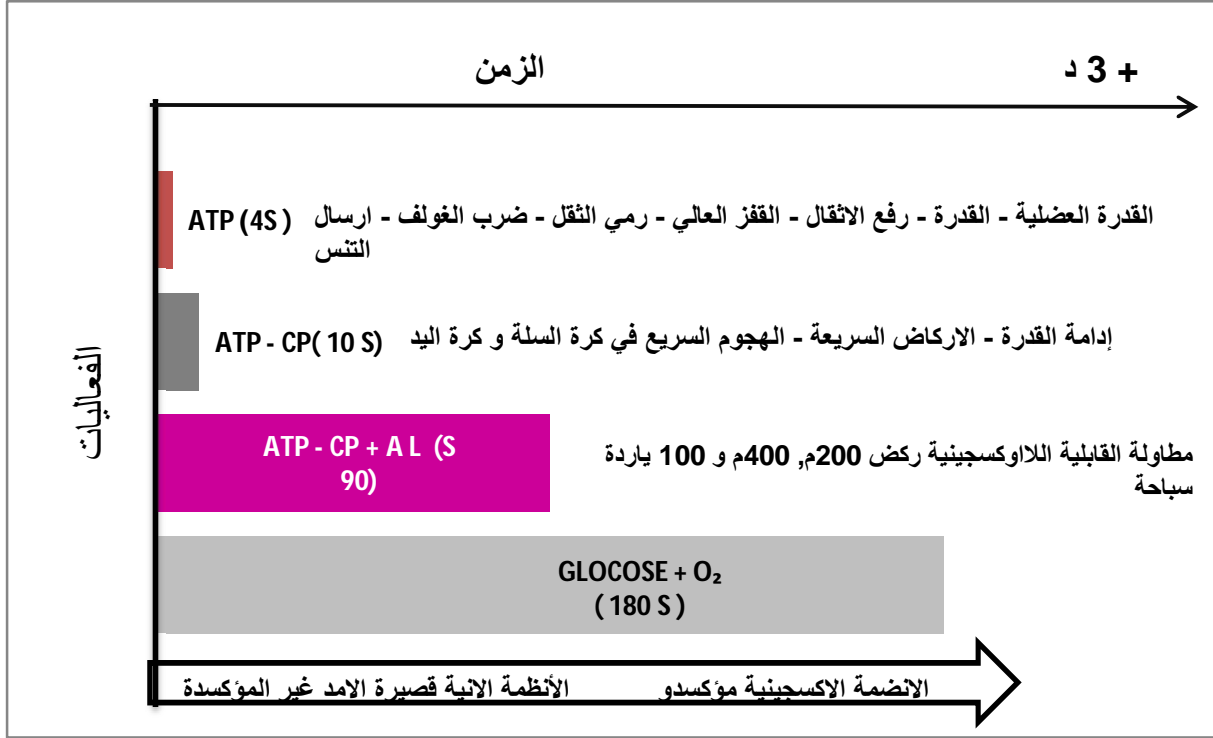 الزمن
+ 3 د
الفعاليات
ATP (4S )
القدرة العضلية - القدرة - رفع الاثقال - القفز العالي - رمي الثقل - ضرب الغولف - ارسال
التنس
ATP - CP( 10 S)
إدامة القدرة - الاركاض السريعة - الهجوم السريع في كرة السلة و كرة اليد
ATP - CP + A L (S
90)
مطاولة القابلية اللااوكسجينية ركض 200م, 400م و 100 ياردة
سباحة
GLOCOSE + O₂
( 180 S )
الأنظمة الانية قصيرة الامد غير المؤكسدة
الانضمة الاكسجينية مؤكسدو